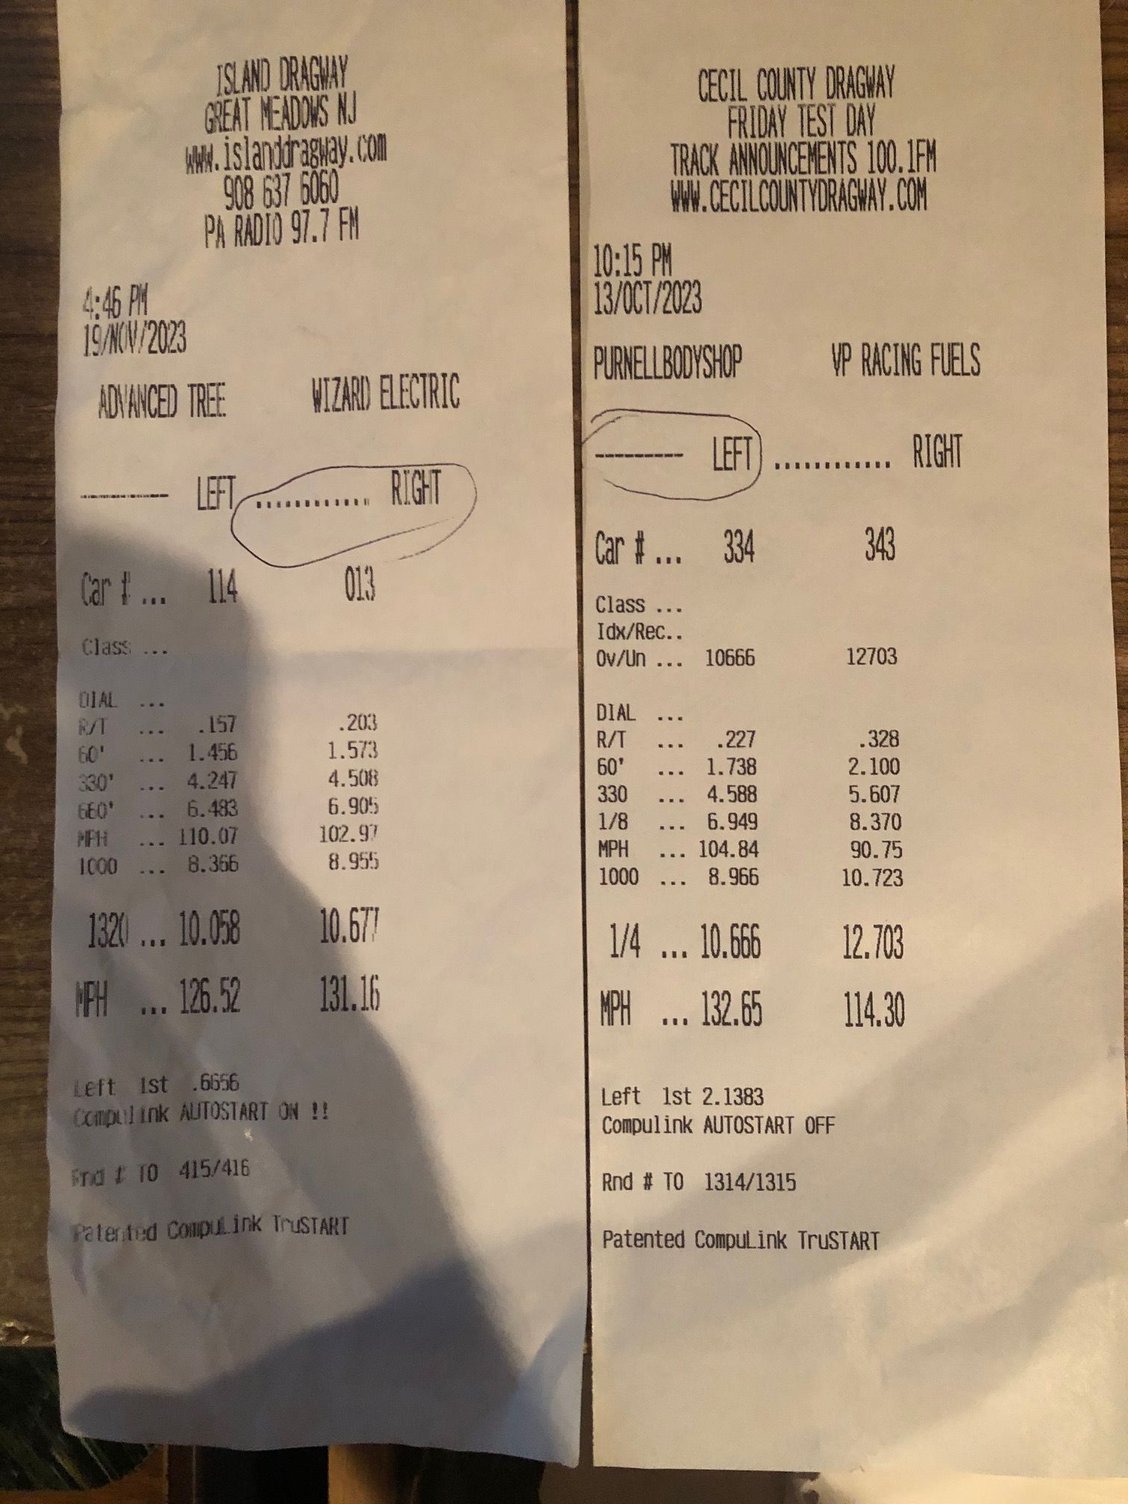 ISLAND DRAGWAY
GREAT MEADOWS NJ
www.islanddragway.com
908 637 6060
PA RADIO 97.7 FM
4:46 PM
19/NOV/2023
ADVANCED TREE WIZARD ELECTRIC
--------- LEFT ............ RIGHT
Car # ... 114 013
Class ...
DIAL ...
R/T ... .157 .203
60' ... 1.456 1.573
330' ... 4.247 4.508
660' ... 6.483 6.905
MPH ... 110.07 102.97
1000 ... 8.366 8.955
1320 ... 10.058 10.677
MPH ... 126.52 131.16
Left 1st .6656
Compulink AUTOSTART ON !!
Rnd # TO 415/416
Patented CompuLink TruSTART
CECIL COUNTY DRAGWAY
FRIDAY TEST DAY
TRACK ANNOUNCEMENTS 100.1FM
WWW.CECILCOUNTYDRAGWAY.COM
10:15 PM
13/OCT/2023
PURNELLBODYSHOP VP RACING FUELS
--------- LEFT ............ RIGHT
Car # ... 334 343
Class ...
Idx/Rec..
Ov/Un ... 10666 12703
DIAL ...
R/T ... .227 .328
60' ... 1.738 2.100
330 ... 4.588 5.607
1/8 ... 6.949 8.370
MPH ... 104.84 90.75
1000 ... 8.966 10.723
1/4 ... 10.666 12.703
MPH ... 132.65 114.30
Left 1st 2.1383
Compulink AUTOSTART OFF
Rnd # TO 1314/1315
Patented CompuLink TruSTART